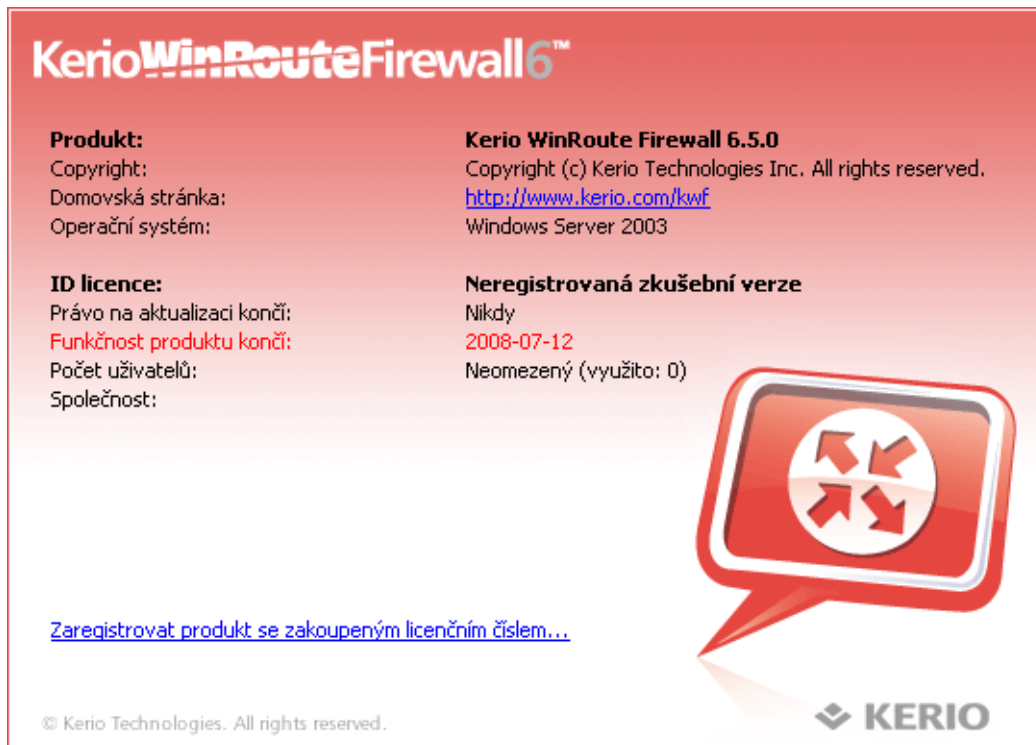 KerioWinRouteFirewall6™
Produkt: Kerio WinRoute Firewall 6.5.0
Copyright: Copyright (c) Kerio Technologies Inc. All rights reserved.
Domovská stránka: http://www.kerio.com/kwf
Operační systém: Windows Server 2003
ID licence: Neregistrovaná zkušební verze
Právo na aktualizaci končí: Nikdy
Funkčnost produktu končí: 2008-07-12
Počet uživatelů: Neomezený (využito: 0)
Společnost:
Zaregistrovat produkt se zakoupeným licenčním číslem...
© Kerio Technologies. All rights reserved.
KERIO